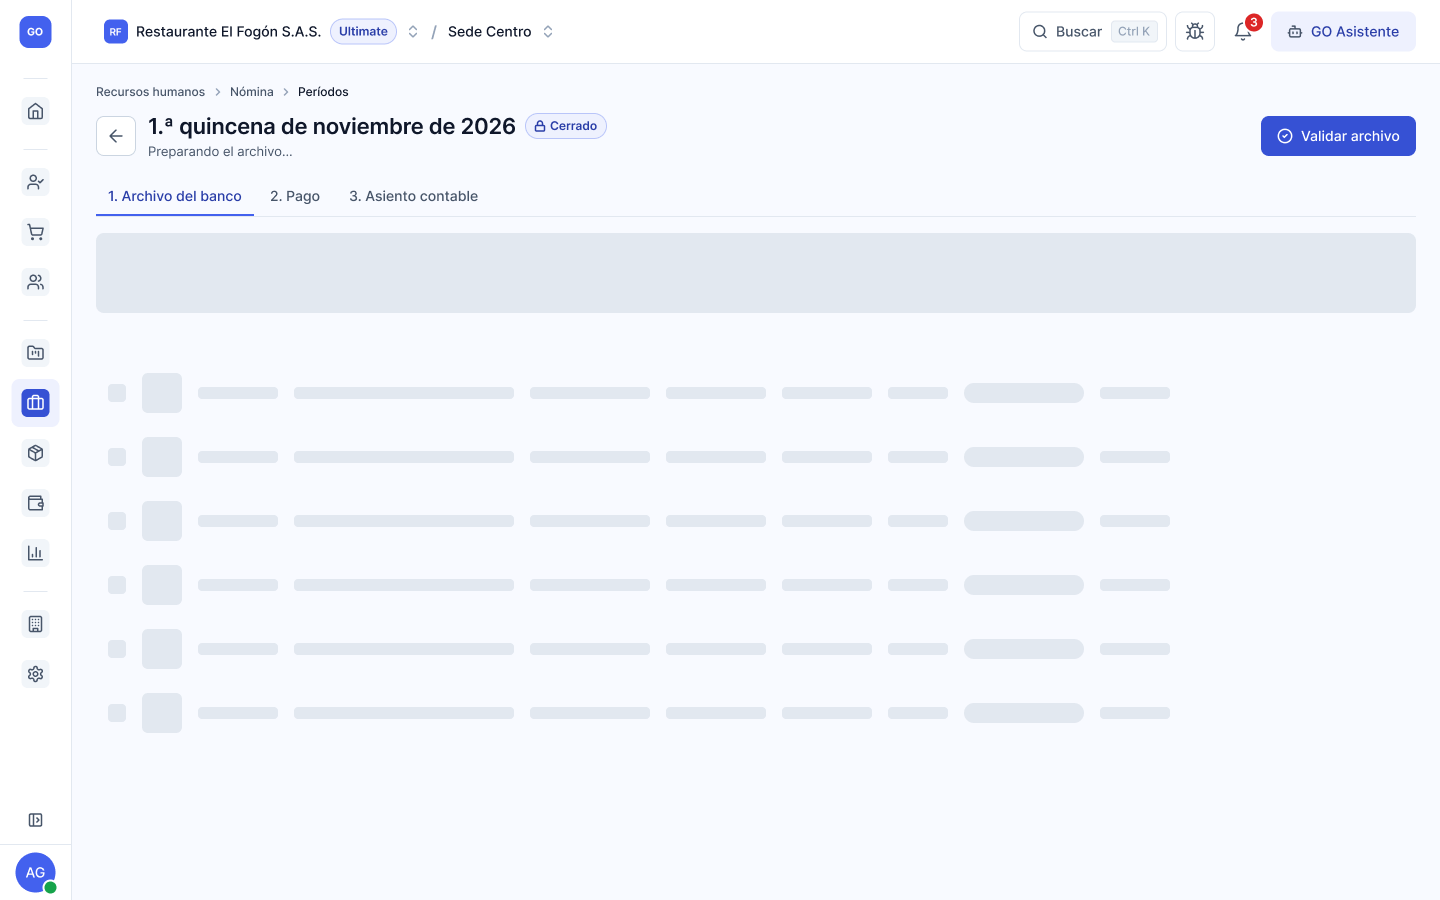 GO
RF Restaurante El Fogón S.A.S. Ultimate / Sede Centro
Buscar Ctrl K
3
GO Asistente
Recursos humanos > Nómina > Períodos
1.ª quincena de noviembre de 2026 Cerrado
Preparando el archivo...
Validar archivo
1. Archivo del banco 2. Pago 3. Asiento contable
AG